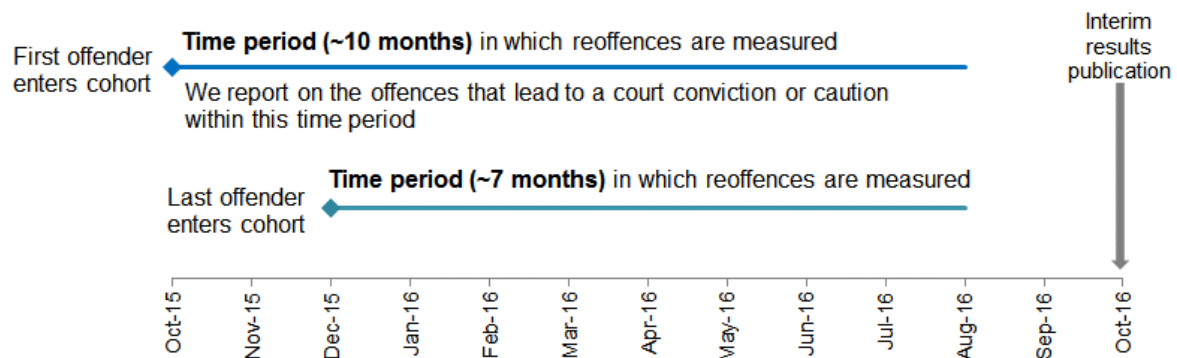 First offender
enters cohort
Time period (~10 months) in which reoffences are measured
We report on the offences that lead to a court conviction or caution
within this time period
Interim
results
publication
Last offender
enters cohort
Time period (~7 months) in which reoffences are measured
Oct-15
Nov-15
Dec-15
Jan-16
Feb-16
Mar-16
Apr-16
May-16
Jun-16
Jul-16
Aug-16
Sep-16
Oct-16